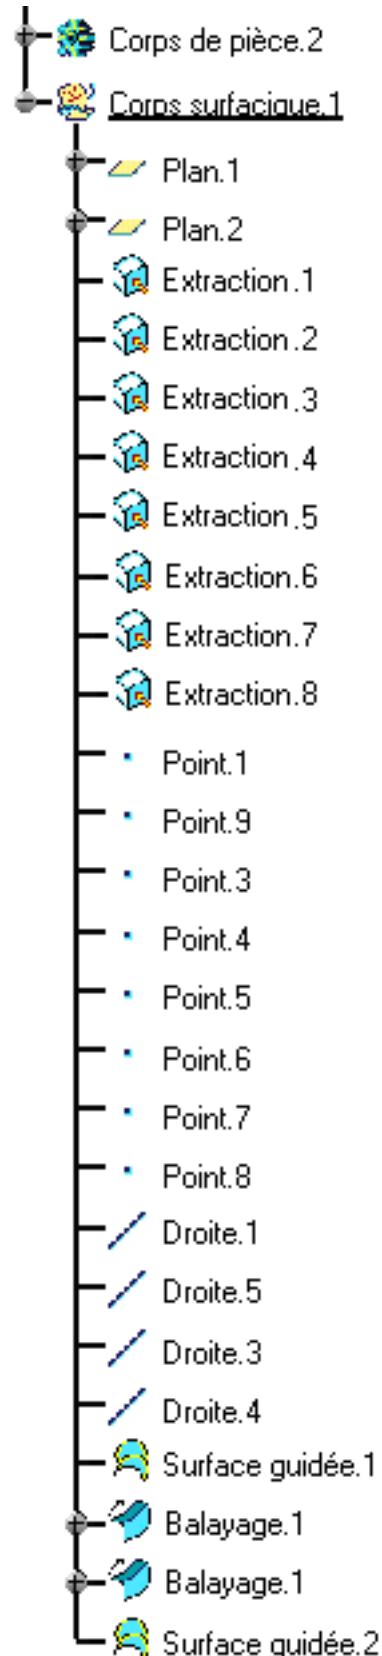 Corps de pièce.2
Corps surfacique.1
Plan.1
Plan.2
Extraction.1
Extraction.2
Extraction.3
Extraction.4
Extraction.5
Extraction.6
Extraction.7
Extraction.8
Point.1
Point.9
Point.3
Point.4
Point.5
Point.6
Point.7
Point.8
Droite.1
Droite.5
Droite.3
Droite.4
Surface guidée.1
Balayage.1
Balayage.1
Surface guidée.2